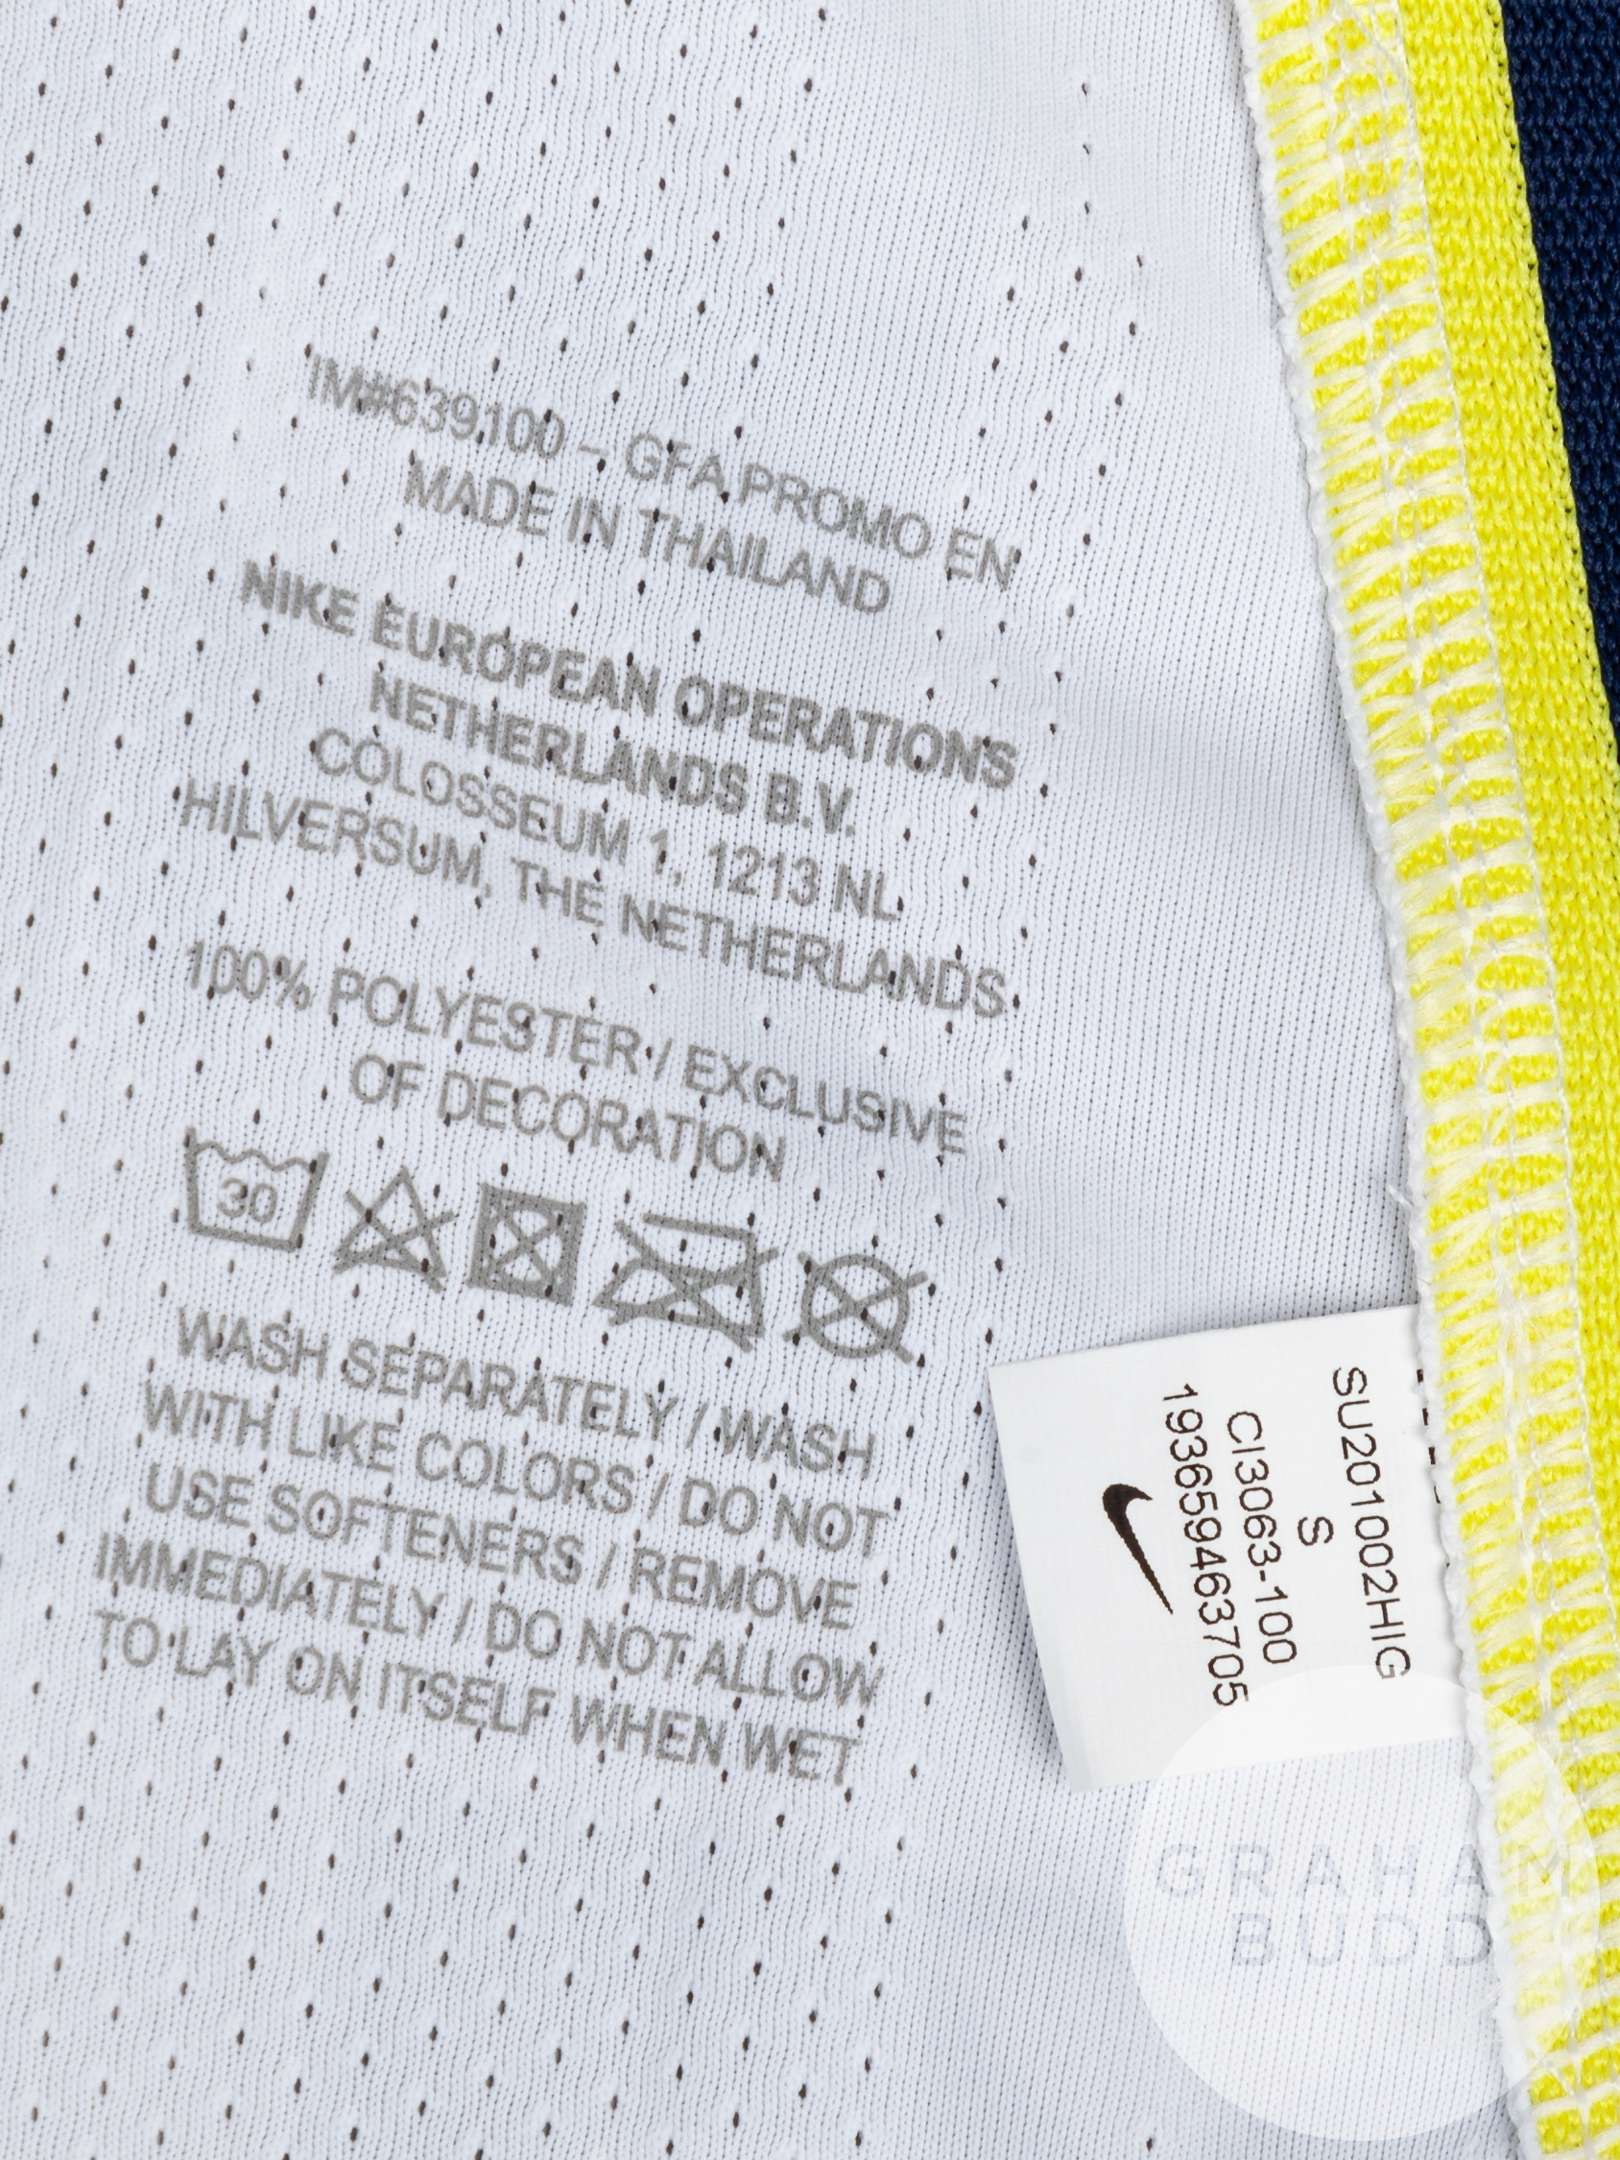 IM#639100 – GFA PROMO EN
MADE IN THAILAND
NIKE EUROPEAN OPERATIONS
NETHERLANDS B.V.
COLOSSEUM 1, 1213 NL
HILVERSUM, THE NETHERLANDS
100% POLYESTER / EXCLUSIVE
OF DECORATION
30
WASH SEPARATELY / WASH
WITH LIKE COLORS / DO NOT
USE SOFTENERS / REMOVE
IMMEDIATELY / DO NOT ALLOW
TO LAY ON ITSELF WHEN WET
SU201002HIG
S
CI3063-100
193659463705
GRAHAM
BUDD